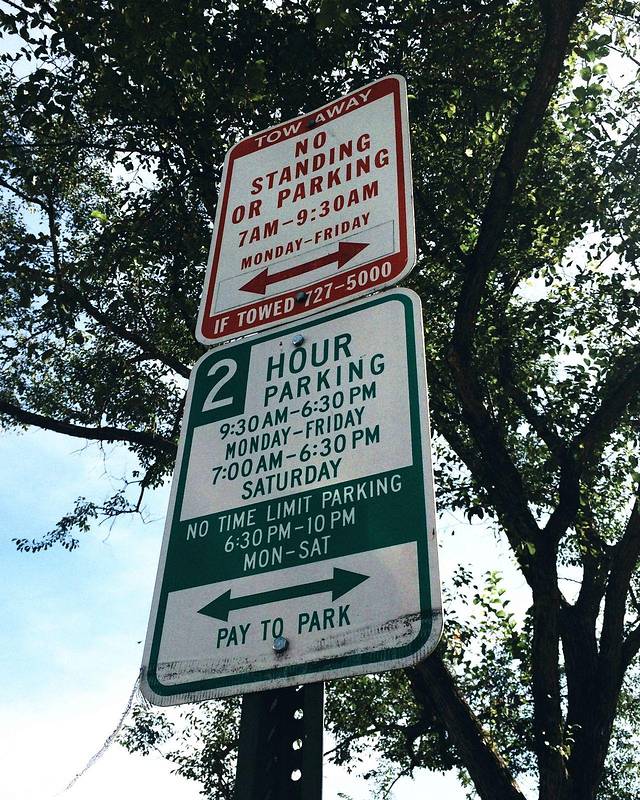 TOW AWAY
NO
STANDING
OR PARKING
7AM-9:30AM
MONDAY-FRIDAY
IF TOWED 727-5000
2 HOUR
PARKING
9:30AM-6:30PM
MONDAY-FRIDAY
7:00AM-6:30PM
SATURDAY
NO TIME LIMIT PARKING
6:30PM-10PM
MON-SAT
PAY TO PARK